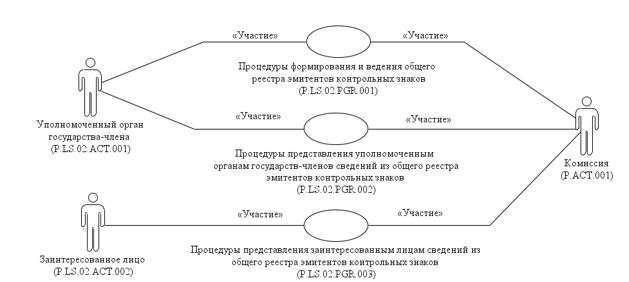 «Участие»
«Участие»
Процедуры формирования и ведения общего
реестра эмитентов контрольных знаков
(P.LS.02.PGR.001)
Уполномоченный орган
государства-члена
(P.LS.02.ACT.001)
«Участие»
«Участие»
Процедуры представления уполномоченным
органам государств-членов сведений из общего реестра
эмитентов контрольных знаков
(P.LS.02.PGR.002)
Комиссия
(P.ACT.001)
«Участие»
«Участие»
Заинтересованное лицо
(P.LS.02.ACT.002)
Процедуры представления заинтересованным лицам сведений из
общего реестра эмитентов контрольных знаков
(P.LS.02.PGR.003)